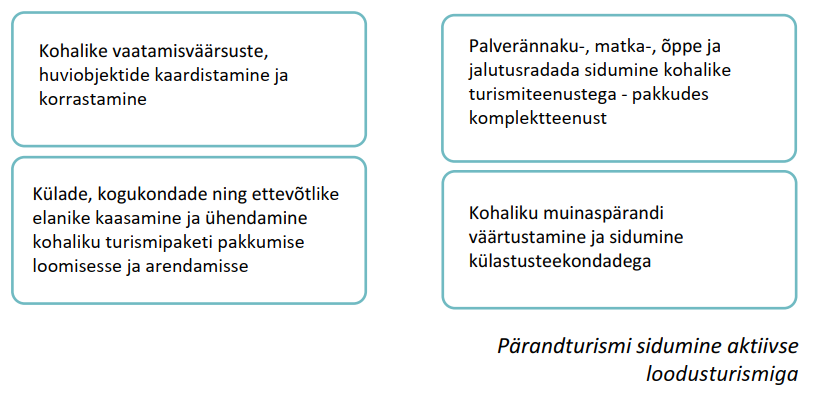 Kohalike vaatamisväärsuste,
huviobjektide kaardistamine ja
korrastamine
Külade, kogukondade ning ettevõtlike
elanike kaasamine ja ühendamine
kohaliku turismipaketi pakkumise
loomisesse ja arendamisse
Palverännaku-, matka-, õppe ja
jalutusradada sidumine kohalike
turismiteenustega - pakkudes
komplektteenust
Kohaliku muinaspärandi
väärtustamine ja sidumine
külastusteekondadega
Pärandturismi sidumine aktiivse
loodusturismiga